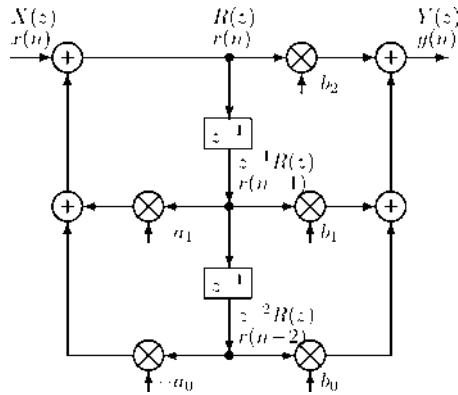 X(z) R(z) Y(z)
x(n) r(n) y(n)
+ +
b₂
z⁻¹
z⁻¹R(z)
r(n−1)
+ +
a₁ b₁
z⁻¹
z⁻²R(z)
r(n−2)
−a₀ b₀